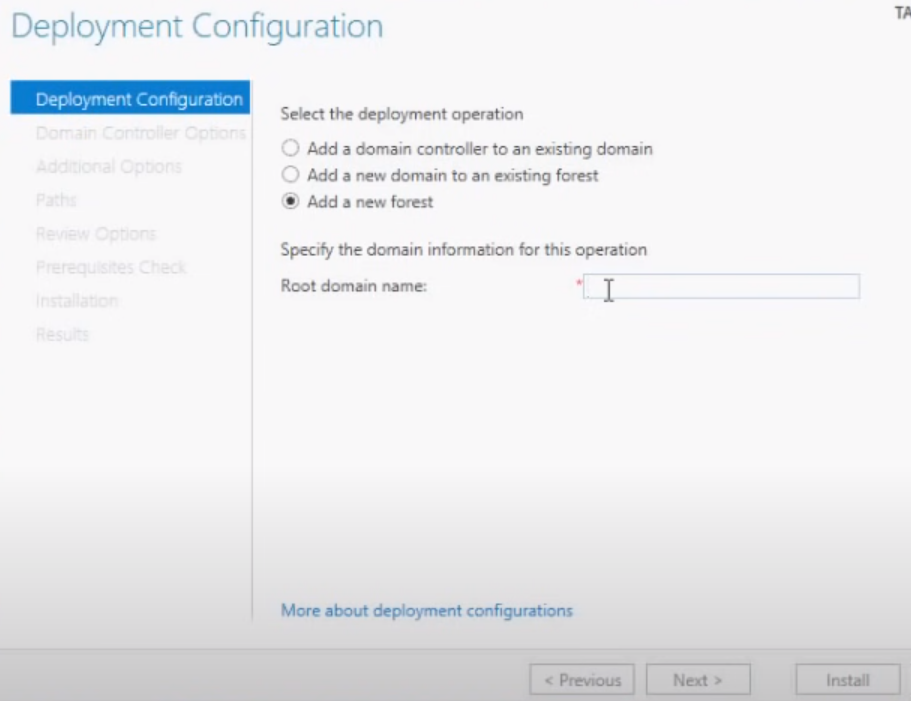 Deployment Configuration
TA
Deployment Configuration
Domain Controller Options
Additional Options
Paths
Review Options
Prerequisites Check
Installation
Results
Select the deployment operation
Add a domain controller to an existing domain
Add a new domain to an existing forest
Add a new forest
Specify the domain information for this operation
Root domain name: *
More about deployment configurations
< Previous Next > Install